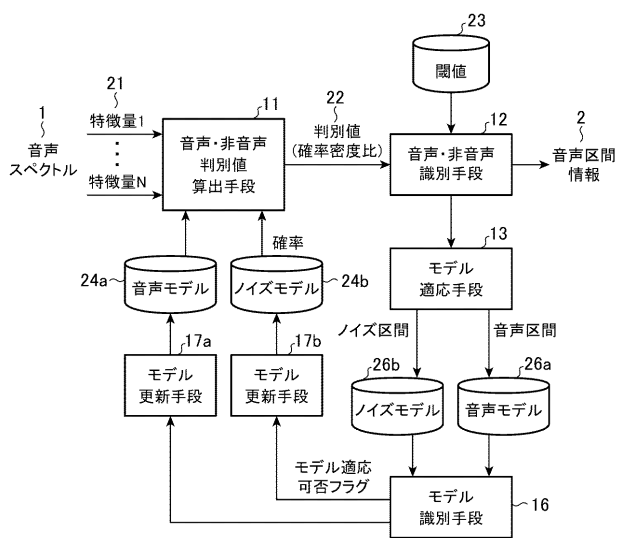 23
閾値
21
1
音声
スペクトル
特徴量1
特徴量N
11
音声・非音声
判別値
算出手段
22
判別値
(確率密度比)
12
音声・非音声
識別手段
2
音声区間
情報
確率
24a
音声モデル
ノイズモデル
24b
13
モデル
適応手段
ノイズ区間
音声区間
17a
モデル
更新手段
17b
モデル
更新手段
26b
ノイズモデル
26a
音声モデル
モデル適応
可否フラグ
モデル
識別手段
16